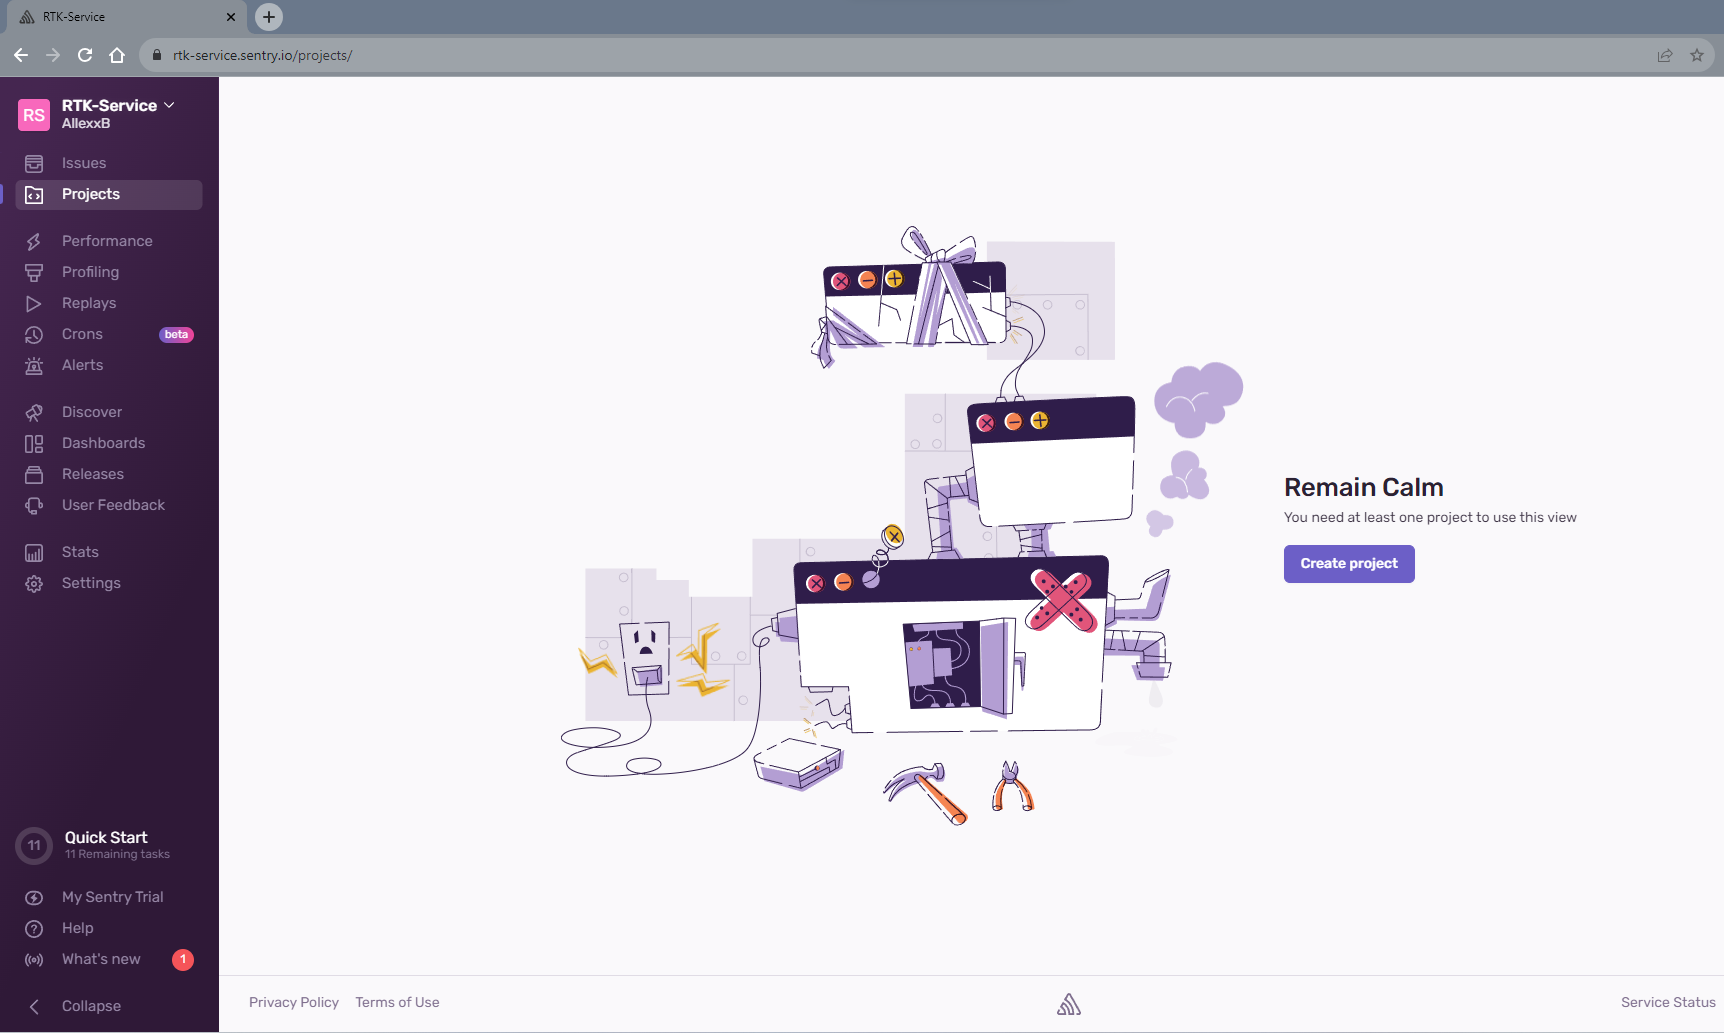 RTK-Service
rtk-service.sentry.io/projects/
RS
RTK-Service
AllexxB
Issues
Projects
Performance
Profiling
Replays
Crons
beta
Alerts
Discover
Dashboards
Releases
User Feedback
Stats
Settings
Remain Calm
You need at least one project to use this view
Create project
11
Quick Start
11 Remaining tasks
My Sentry Trial
Help
What's new
1
Collapse
Privacy Policy
Terms of Use
Service Status